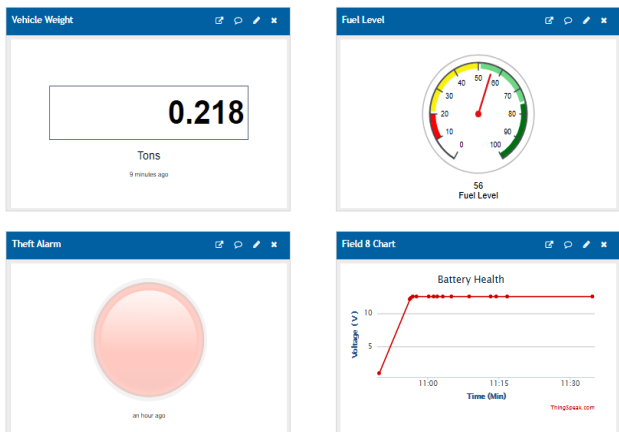 Vehicle Weight
0.218
Tons
9 minutes ago
Fuel Level
0
10
20
30
40
50
60
70
80
90
100
56
Fuel Level
Theft Alarm
an hour ago
Field 8 Chart
Battery Health
Voltage (V)
10
5
11:00 11:15 11:30
Time (Min)
ThingSpeak.com